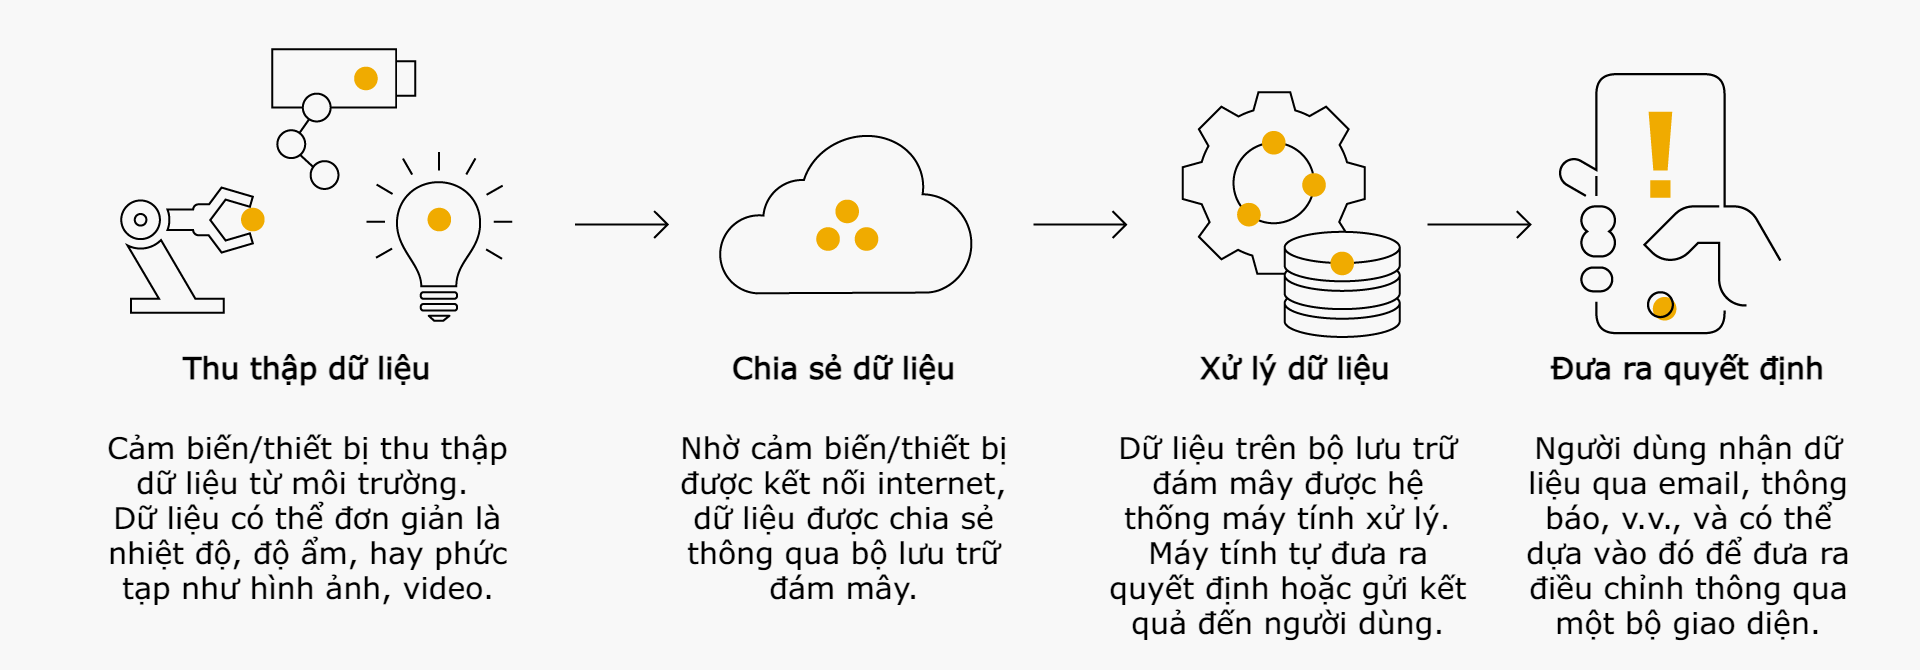 Thu thập dữ liệu
Cảm biến/thiết bị thu thập
dữ liệu từ môi trường.
Dữ liệu có thể đơn giản là
nhiệt độ, độ ẩm, hay phức
tạp như hình ảnh, video.
Chia sẻ dữ liệu
Nhờ cảm biến/thiết bị
được kết nối internet,
dữ liệu được chia sẻ
thông qua bộ lưu trữ
đám mây.
Xử lý dữ liệu
Dữ liệu trên bộ lưu trữ
đám mây được hệ
thống máy tính xử lý.
Máy tính tự đưa ra
quyết định hoặc gửi kết
quả đến người dùng.
Đưa ra quyết định
Người dùng nhận dữ
liệu qua email, thông
báo, v.v., và có thể
dựa vào đó để đưa ra
điều chỉnh thông qua
một bộ giao diện.